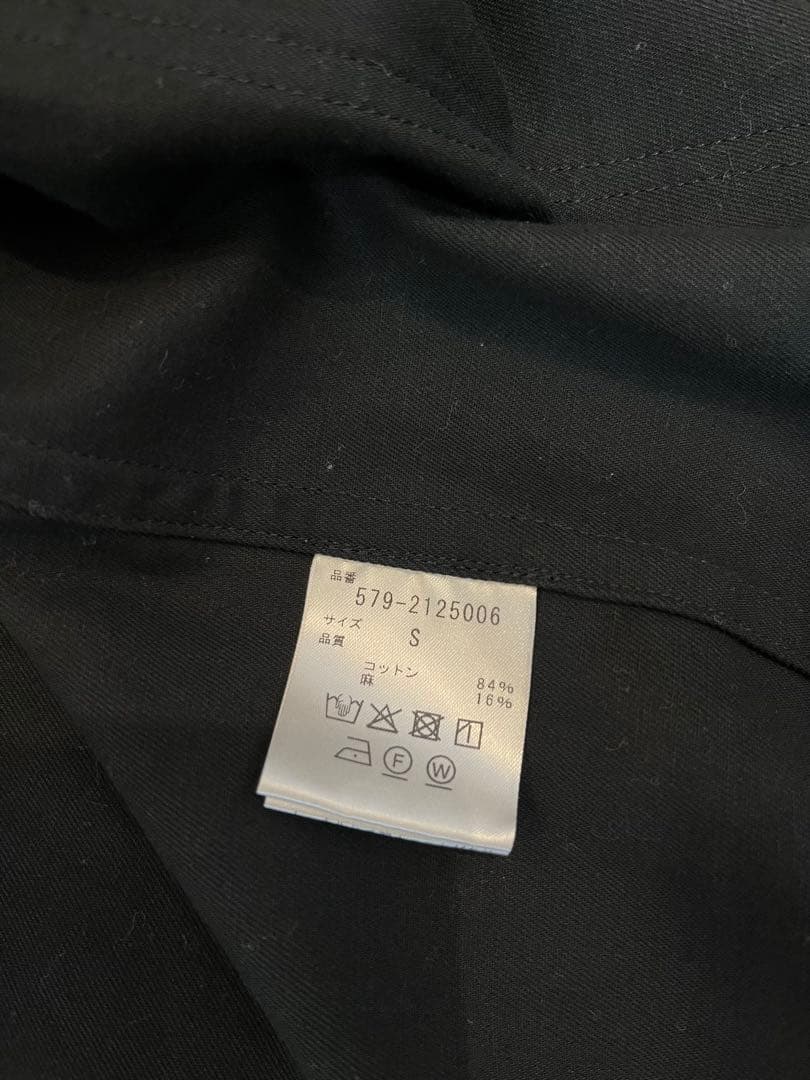 品番
579-2125006
サイズ S
品質
コットン 84%
麻 16%
F W